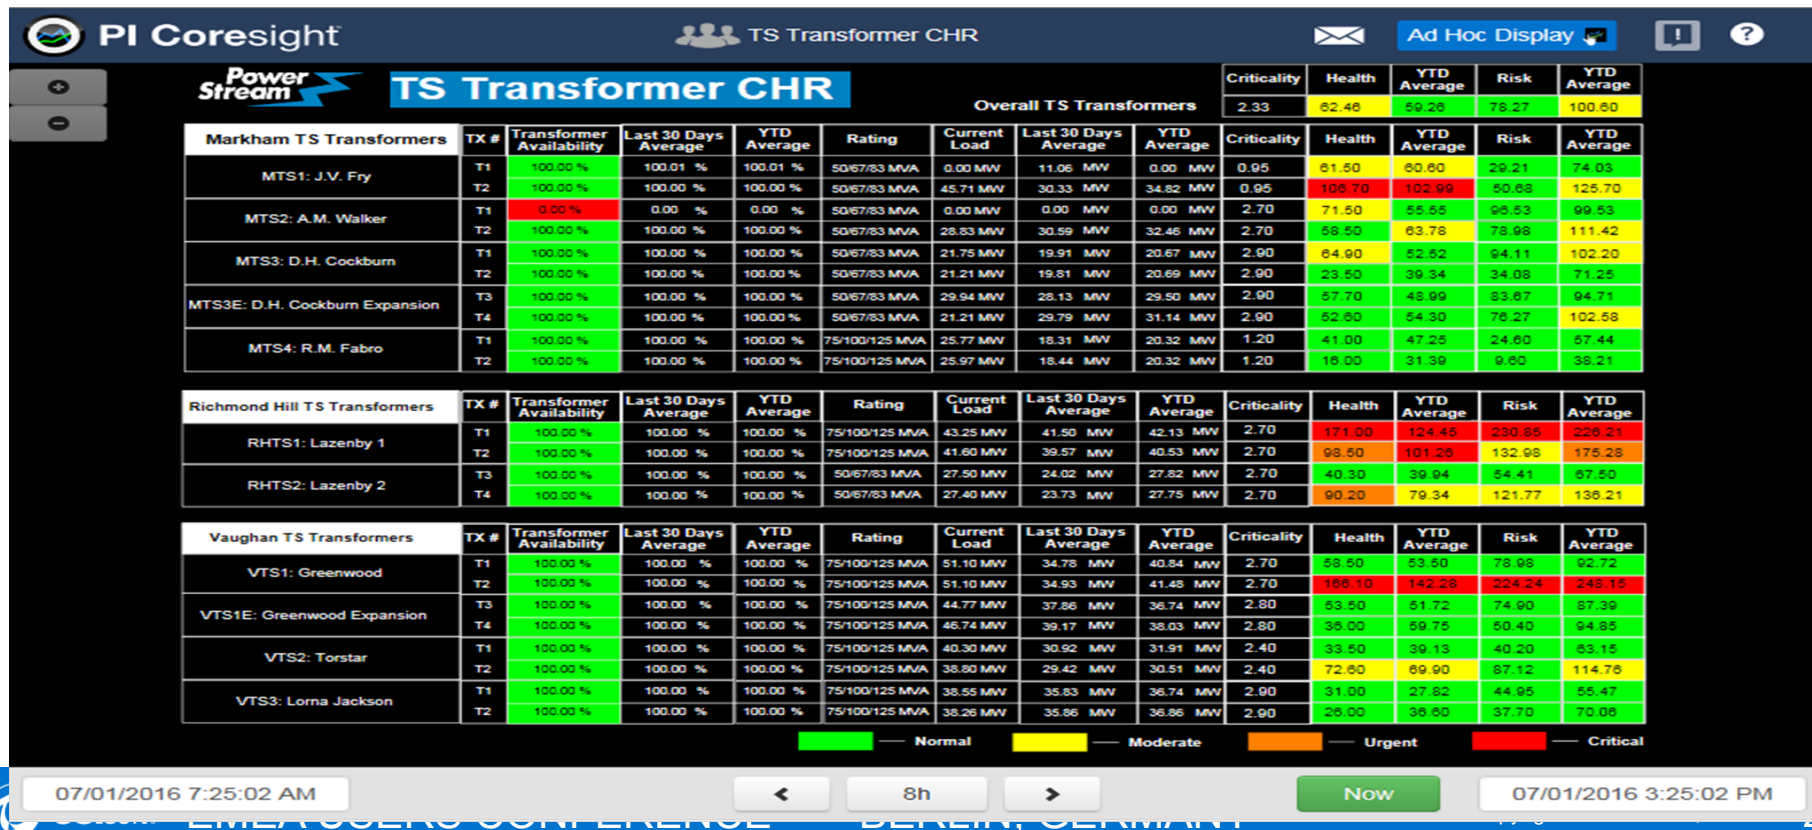 PI Coresight TS Transformer CHR Ad Hoc Display ! ?
Power Stream TS Transformer CHR
Criticality Health YTD Average Risk YTD Average
Overall TS Transformers 2.33 62.46 59.26 78.27 100.60
Markham TS Transformers TX # Transformer Availability Last 30 Days Average YTD Average Rating Current Load Last 30 Days Average YTD Average Criticality Health YTD Average Risk YTD Average
MTS1: J.V. Fry T1 100.00 % 100.01 % 100.01 % 50/67/83 MVA 0.00 MW 11.06 MW 0.00 MW 0.95 61.50 60.60 29.21 74.03
T2 100.00 % 100.00 % 100.00 % 50/67/83 MVA 45.71 MW 30.33 MW 34.82 MW 0.95 106.70 102.99 50.68 125.70
MTS2: A.M. Walker T1 0.00 % 0.00 % 0.00 % 50/67/83 MVA 0.00 MW 0.00 MW 0.00 MW 2.70 71.50 55.55 96.53 99.53
T2 100.00 % 100.00 % 100.00 % 50/67/83 MVA 28.83 MW 30.59 MW 32.46 MW 2.70 58.50 63.78 78.98 111.42
MTS3: D.H. Cockburn T1 100.00 % 100.00 % 100.00 % 50/67/83 MVA 21.75 MW 19.91 MW 20.67 MW 2.90 64.90 52.52 94.11 102.20
T2 100.00 % 100.00 % 100.00 % 50/67/83 MVA 21.21 MW 19.81 MW 20.69 MW 2.90 23.50 39.34 34.08 71.25
MTS3E: D.H. Cockburn Expansion T3 100.00 % 100.00 % 100.00 % 50/67/83 MVA 29.94 MW 28.13 MW 29.50 MW 2.90 57.70 48.99 83.67 94.71
T4 100.00 % 100.00 % 100.00 % 50/67/83 MVA 21.21 MW 29.79 MW 31.14 MW 2.90 52.60 54.30 76.27 102.58
MTS4: R.M. Fabro T1 100.00 % 100.00 % 100.00 % 75/100/125 MVA 25.77 MW 18.31 MW 20.32 MW 1.20 41.00 47.25 24.60 57.44
T2 100.00 % 100.00 % 100.00 % 75/100/125 MVA 25.97 MW 18.44 MW 20.32 MW 1.20 16.00 31.39 9.60 38.21
Richmond Hill TS Transformers TX # Transformer Availability Last 30 Days Average YTD Average Rating Current Load Last 30 Days Average YTD Average Criticality Health YTD Average Risk YTD Average
RHTS1: Lazenby 1 T1 100.00 % 100.00 % 100.00 % 75/100/125 MVA 43.25 MW 41.50 MW 42.13 MW 2.70 171.00 124.45 230.85 226.21
T2 100.00 % 100.00 % 100.00 % 75/100/125 MVA 41.60 MW 39.57 MW 40.53 MW 2.70 98.50 101.26 132.98 175.28
RHTS2: Lazenby 2 T3 100.00 % 100.00 % 100.00 % 50/67/83 MVA 27.50 MW 24.02 MW 27.82 MW 2.70 40.30 39.94 54.41 67.50
T4 100.00 % 100.00 % 100.00 % 50/67/83 MVA 27.40 MW 23.73 MW 27.75 MW 2.70 90.20 79.34 121.77 136.21
Vaughan TS Transformers TX # Transformer Availability Last 30 Days Average YTD Average Rating Current Load Last 30 Days Average YTD Average Criticality Health YTD Average Risk YTD Average
VTS1: Greenwood T1 100.00 % 100.00 % 100.00 % 75/100/125 MVA 51.10 MW 34.78 MW 40.84 MW 2.70 58.50 53.50 78.98 92.72
T2 100.00 % 100.00 % 100.00 % 75/100/125 MVA 51.10 MW 34.93 MW 41.48 MW 2.70 166.10 142.28 224.24 248.15
VTS1E: Greenwood Expansion T3 100.00 % 100.00 % 100.00 % 75/100/125 MVA 44.77 MW 37.86 MW 36.74 MW 2.80 53.50 51.72 74.90 87.39
T4 100.00 % 100.00 % 100.00 % 75/100/125 MVA 46.74 MW 39.17 MW 38.03 MW 2.80 36.00 59.75 50.40 94.85
VTS2: Torstar T1 100.00 % 100.00 % 100.00 % 75/100/125 MVA 40.30 MW 30.92 MW 31.91 MW 2.40 33.50 39.13 40.20 63.15
T2 100.00 % 100.00 % 100.00 % 75/100/125 MVA 38.80 MW 29.42 MW 30.51 MW 2.40 72.60 69.90 87.12 114.76
VTS3: Lorna Jackson T1 100.00 % 100.00 % 100.00 % 75/100/125 MVA 38.55 MW 35.83 MW 36.74 MW 2.90 31.00 27.82 44.95 55.47
T2 100.00 % 100.00 % 100.00 % 75/100/125 MVA 38.26 MW 35.86 MW 36.86 MW 2.90 26.00 36.60 37.70 70.06
Normal Moderate Urgent Critical
07/01/2016 7:25:02 AM < 8h > Now 07/01/2016 3:25:02 PM
EMEA USERS CONFERENCE BERLIN, GERMANY